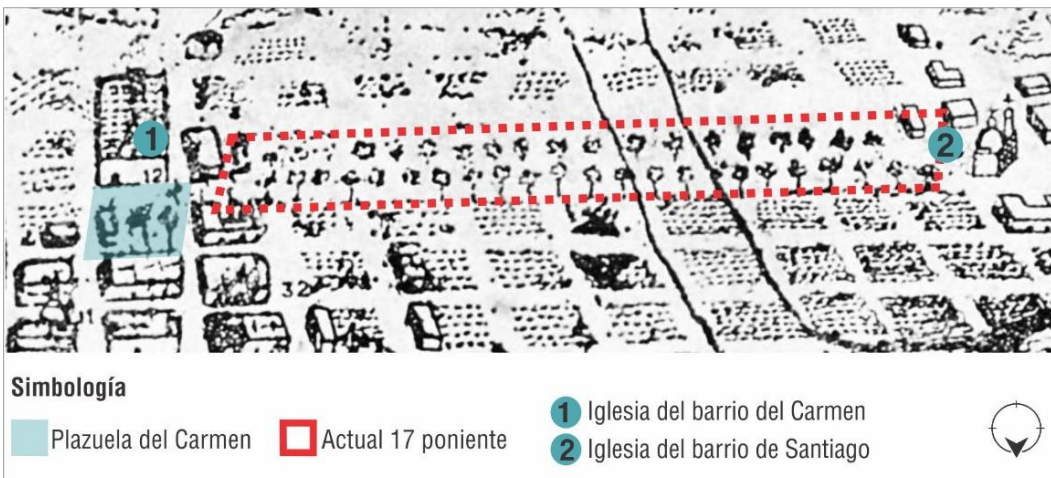 1
2
12
32
11
Simbología
Plazuela del Carmen
Actual 17 poniente
1 Iglesia del barrio del Carmen
2 Iglesia del barrio de Santiago